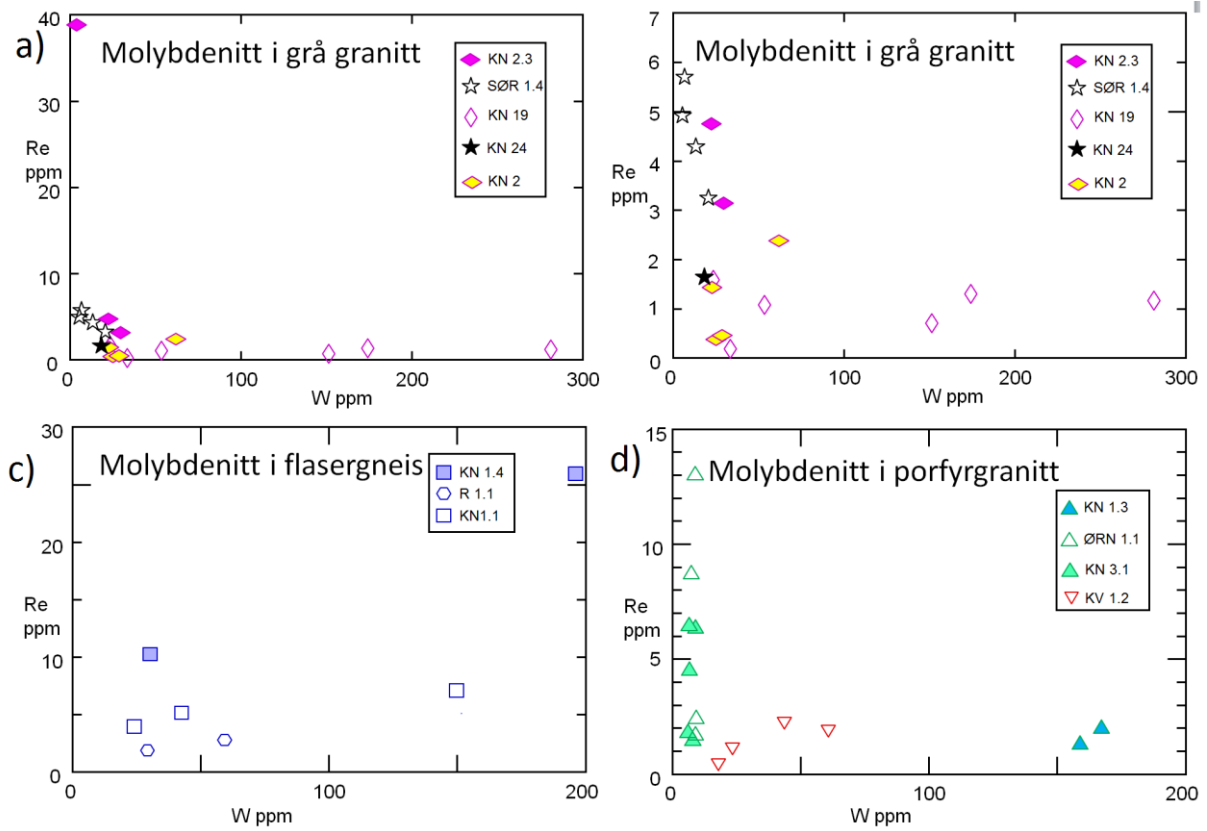 a)
Molybdenitt i grå granitt
40
30
20
10
0
Re
ppm
KN 2.3
SØR 1.4
KN 19
KN 24
KN 2
0 100 200 300
W ppm
Molybdenitt i grå granitt
7
6
5
4
3
2
1
0
Re
ppm
KN 2.3
SØR 1.4
KN 19
KN 24
KN 2
0 100 200 300
W ppm
c)
Molybdenitt i flasergneis
30
20
10
0
Re
ppm
KN 1.4
R 1.1
KN1.1
0 100 200
W ppm
d)
Molybdenitt i porfyrgranitt
15
10
5
0
Re
ppm
KN 1.3
ØRN 1.1
KN 3.1
KV 1.2
0 100 200
W ppm